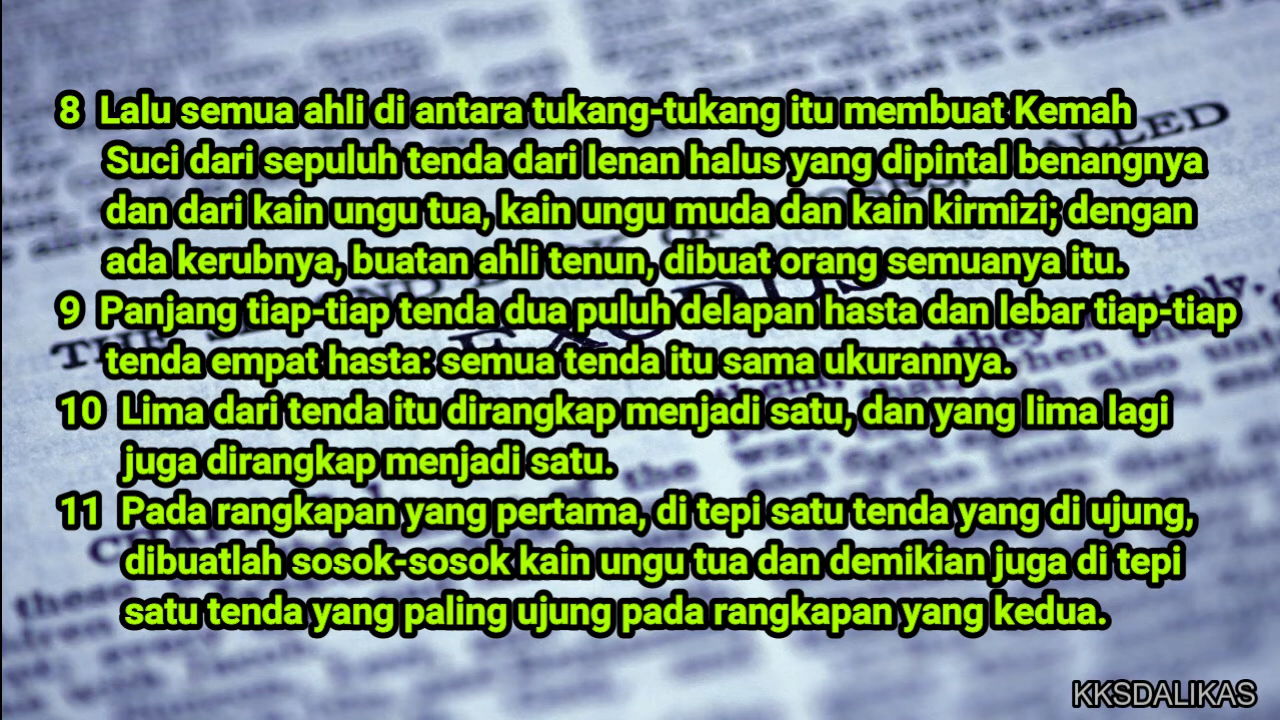 8 Lalu semua ahli di antara tukang-tukang itu membuat Kemah
Suci dari sepuluh tenda dari lenan halus yang dipintal benangnya
dan dari kain ungu tua, kain ungu muda dan kain kirmizi; dengan
ada kerubnya, buatan ahli tenun, dibuat orang semuanya itu.
9 Panjang tiap-tiap tenda dua puluh delapan hasta dan lebar tiap-tiap
tenda empat hasta: semua tenda itu sama ukurannya.
10 Lima dari tenda itu dirangkap menjadi satu, dan yang lima lagi
juga dirangkap menjadi satu.
11 Pada rangkapan yang pertama, di tepi satu tenda yang di ujung,
dibuatlah sosok-sosok kain ungu tua dan demikian juga di tepi
satu tenda yang paling ujung pada rangkapan yang kedua.
KKSDALIKAS